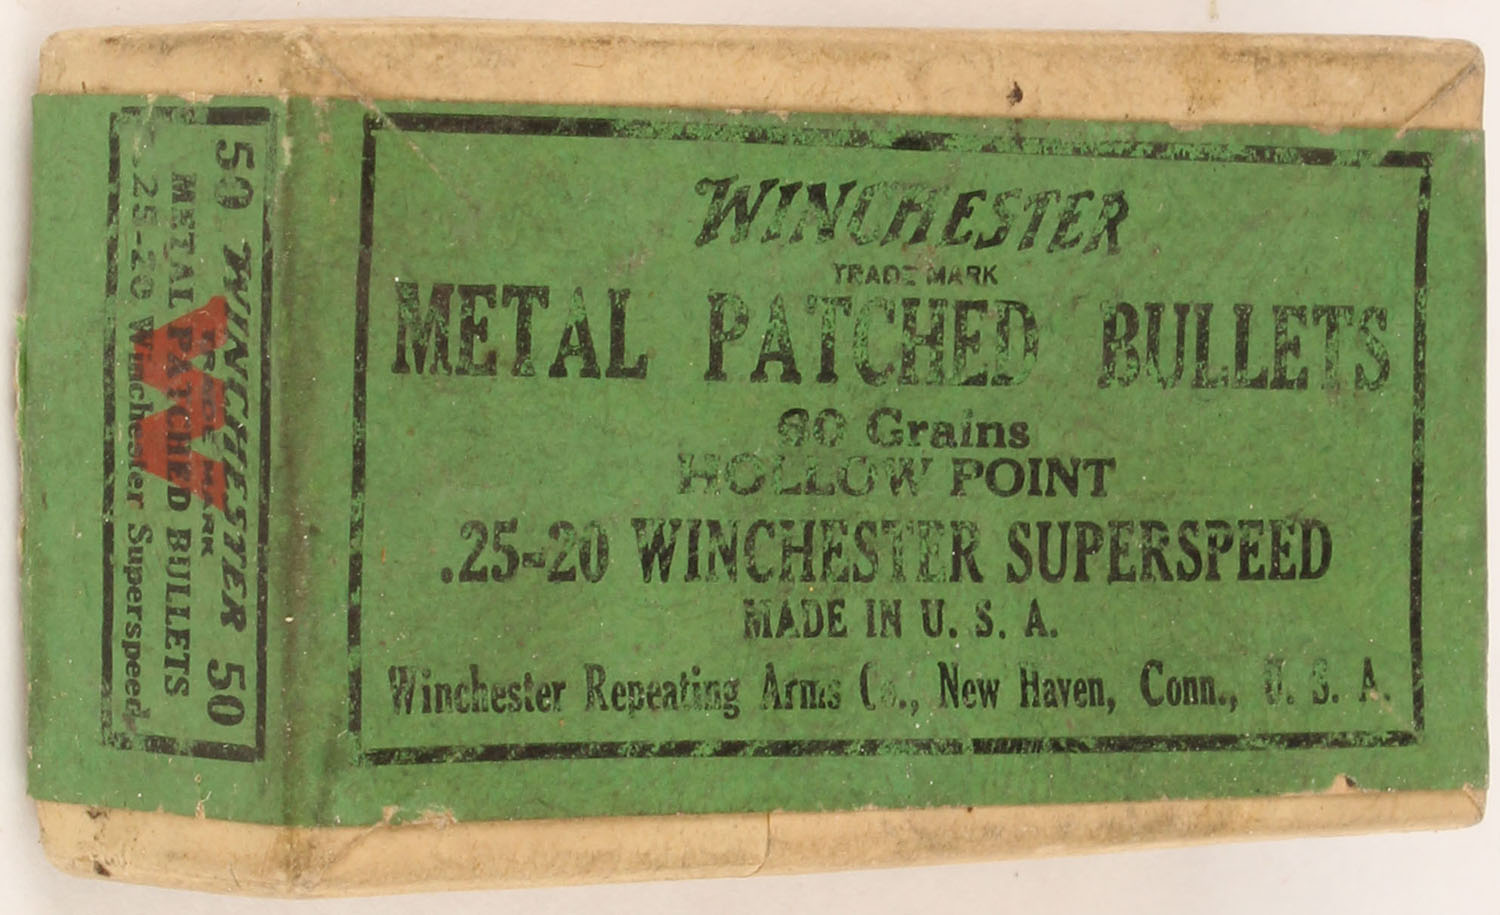 WINCHESTER
TRADE MARK
METAL PATCHED BULLETS
Grains
HOLLOW POINT
.25-20 WINCHESTER SUPERSPEED
MADE IN U. S. A.
Winchester Repeating Arms Co., New Haven, Conn., U. S. A.
50 WINCHESTER 50
TRADE MARK
METAL PATCHED BULLETS
.25-20 Winchester Superspeed
W